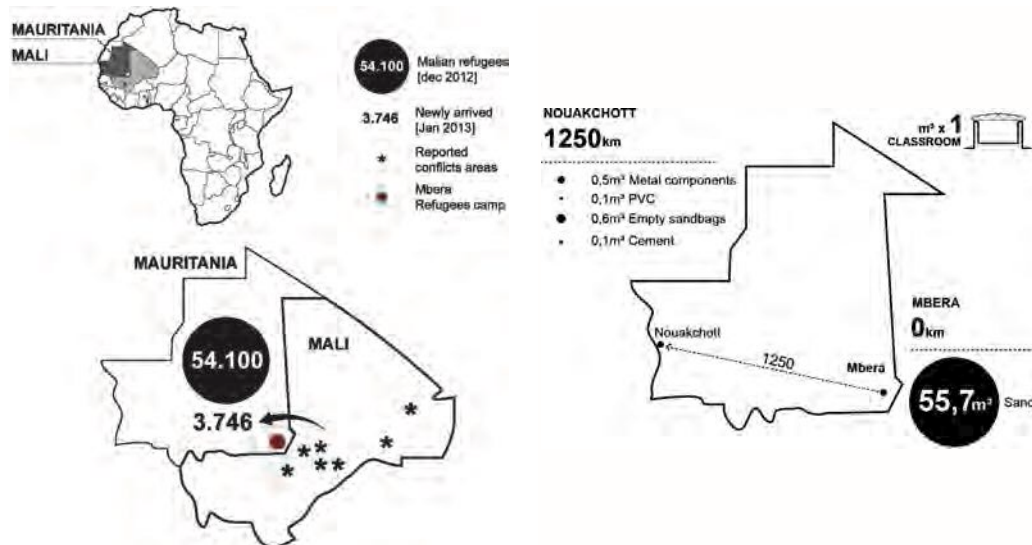 MAURITANIA
MALI
54.100
Malian refugees
[dec 2012]
3.746
Newly arrived
[Jan 2013]
*
Reported
conflicts areas
Mbera
Refugees camp
MAURITANIA
54.100
MALI
3.746
NOUAKCHOTT
1250km
m³ x 1
CLASSROOM
0,5m³ Metal components
0,1m³ PVC
0,6m³ Empty sandbags
0,1m³ Cement
Nouakchott
1250
Mbera
MBERA
0km
55,7m³
Sand